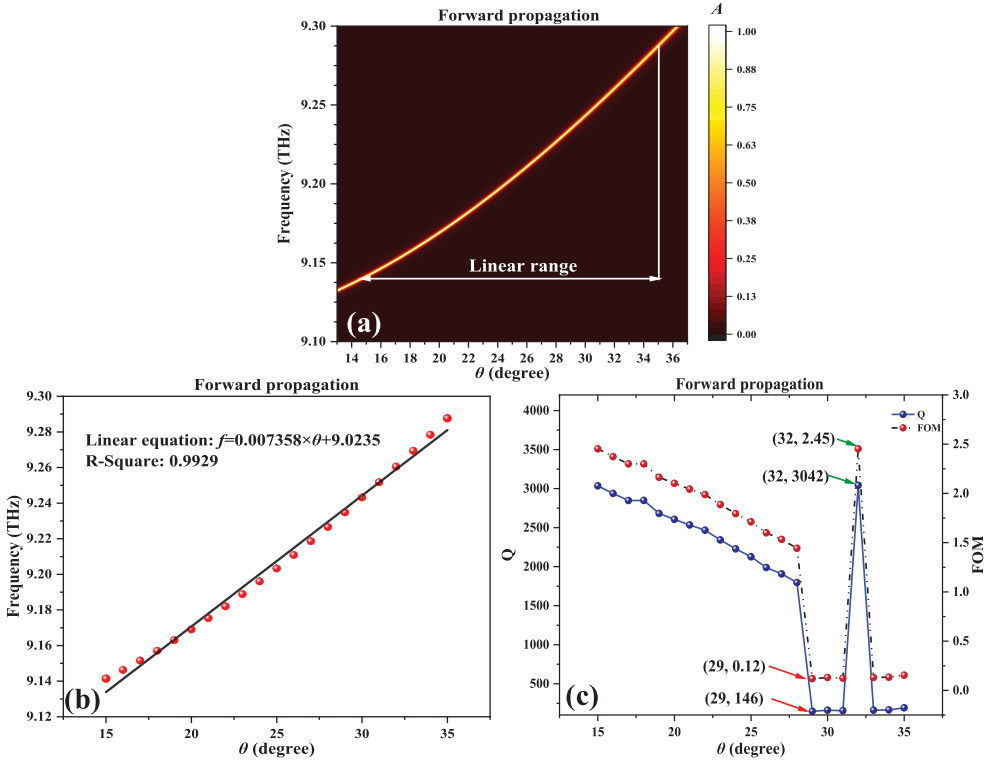 Forward propagation
A
9.30
9.25
9.20
9.15
9.10
Frequency (THz)
Linear range
(a)
14 16 18 20 22 24 26 28 30 32 34 36
θ (degree)
1.00
0.88
0.75
0.63
0.50
0.38
0.25
0.13
0.00
Forward propagation
9.30
9.28
9.26
9.24
9.22
9.20
9.18
9.16
9.14
9.12
Frequency (THz)
Linear equation: f=0.007358×θ+9.0235
R-Square: 0.9929
(b)
15 20 25 30 35
θ (degree)
Forward propagation
4000
3500
3000
2500
2000
1750
1250
750
500
Q
Q
FOM
(32, 2.45)
(32, 3042)
(29, 0.12)
(29, 146)
(c)
15 20 25 30 35
θ (degree)
3.0
2.5
2.0
1.5
1.0
0.5
0.0
FOM